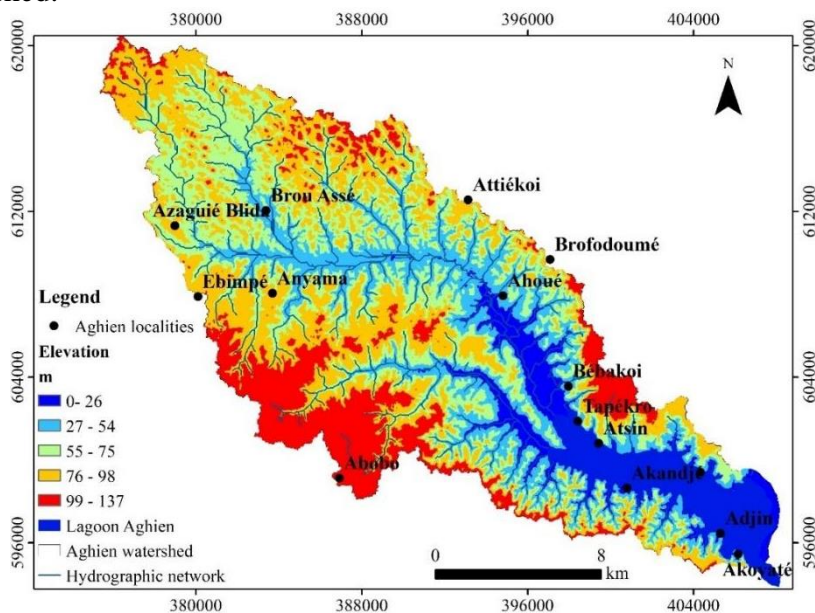 380000 388000 396000 404000
620000 620000
N
Attiékoi
612000 612000
Brou Assé
Azaguié Blida
Brofodoumé
Ebimpé Anyama Ahoué
Legend
Aghien localities
Elevation
m
604000 604000
Bébakoi
0- 26
Tapékro
27 - 54
Atsin
55 - 75
76 - 98
Abobo
Akandjé
99 - 137
Lagoon Aghien
Adjin
Aghien watershed
596000 596000
0 8
Akoyaté
Hydrographic network
km
380000 388000 396000 404000